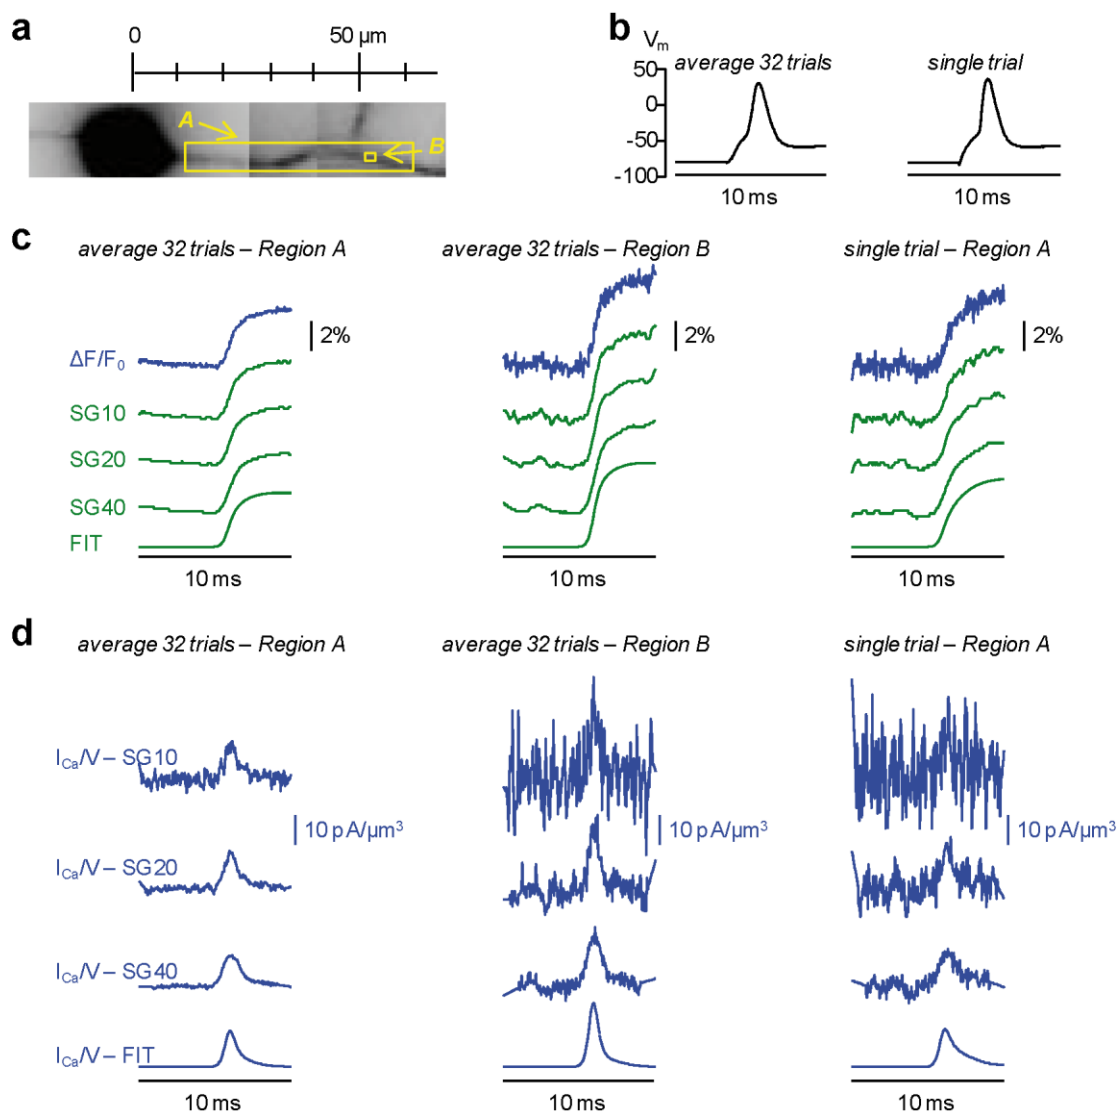 a
0
50 µm
A
B
b
Vm
average 32 trials
single trial
50
0
-50
-100
10 ms
10 ms
c
average 32 trials – Region A
average 32 trials – Region B
single trial – Region A
2%
2%
2%
ΔF/F0
SG10
SG20
SG40
FIT
10 ms
10 ms
10 ms
d
average 32 trials – Region A
average 32 trials – Region B
single trial – Region A
ICa/V – SG10
10 pA/µm³
10 pA/µm³
10 pA/µm³
ICa/V – SG20
ICa/V – SG40
ICa/V – FIT
10 ms
10 ms
10 ms